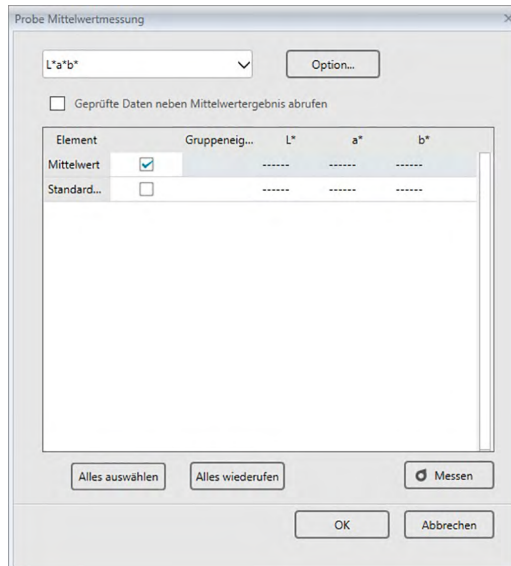 Probe Mittelwertmessung
L*a*b*
Option...
Geprüfte Daten neben Mittelwertergebnis abrufen
Element Gruppeneig... L* a* b*
Mittelwert ------ ------ ------
Standard... ------ ------ ------
Alles auswählen Alles wiederufen Messen
OK Abbrechen